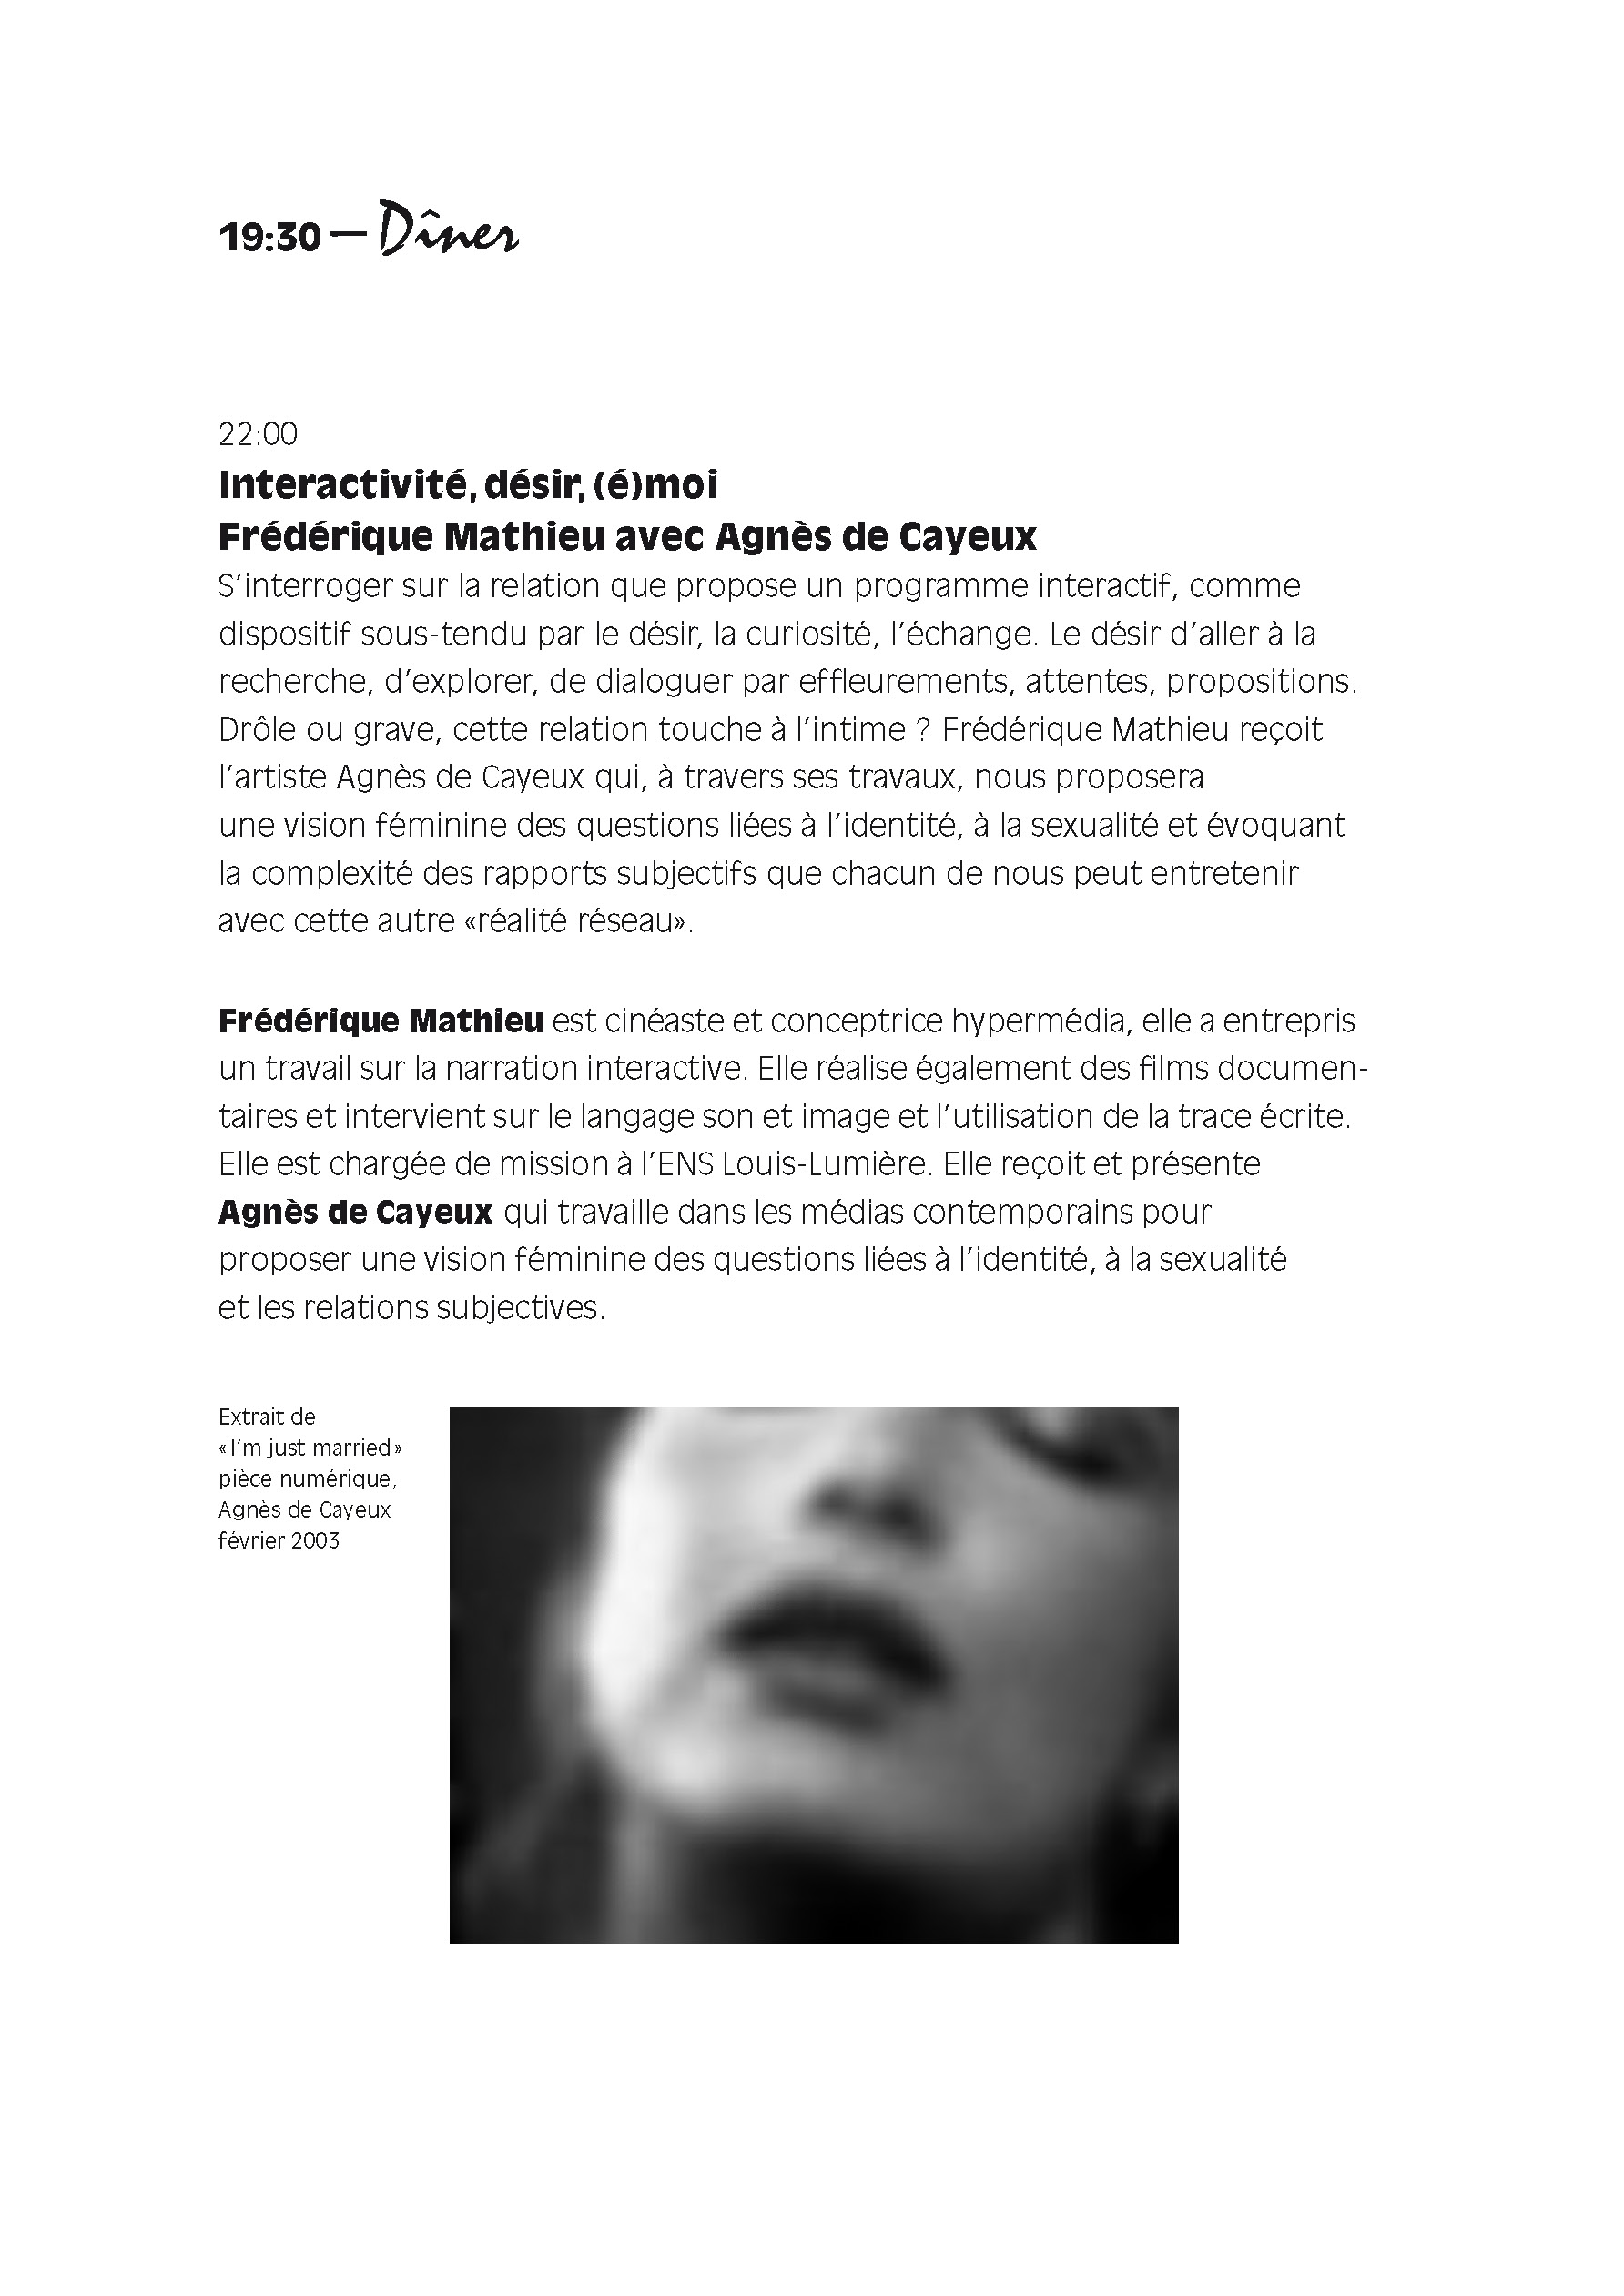 19:30 — Dîner
22:00
Interactivité, désir, (é)moi
Frédérique Mathieu avec Agnès de Cayeux
S’interroger sur la relation que propose un programme interactif, comme
dispositif sous-tendu par le désir, la curiosité, l’échange. Le désir d’aller à la
recherche, d’explorer, de dialoguer par effleurements, attentes, propositions.
Drôle ou grave, cette relation touche à l’intime ? Frédérique Mathieu reçoit
l’artiste Agnès de Cayeux qui, à travers ses travaux, nous proposera
une vision féminine des questions liées à l’identité, à la sexualité et évoquant
la complexité des rapports subjectifs que chacun de nous peut entretenir
avec cette autre «réalité réseau».
Frédérique Mathieu est cinéaste et conceptrice hypermédia, elle a entrepris
un travail sur la narration interactive. Elle réalise également des films documen-
taires et intervient sur le langage son et image et l’utilisation de la trace écrite.
Elle est chargée de mission à l’ENS Louis-Lumière. Elle reçoit et présente
Agnès de Cayeux qui travaille dans les médias contemporains pour
proposer une vision féminine des questions liées à l’identité, à la sexualité
et les relations subjectives.
Extrait de
«I’m just married»
pièce numérique,
Agnès de Cayeux
février 2003